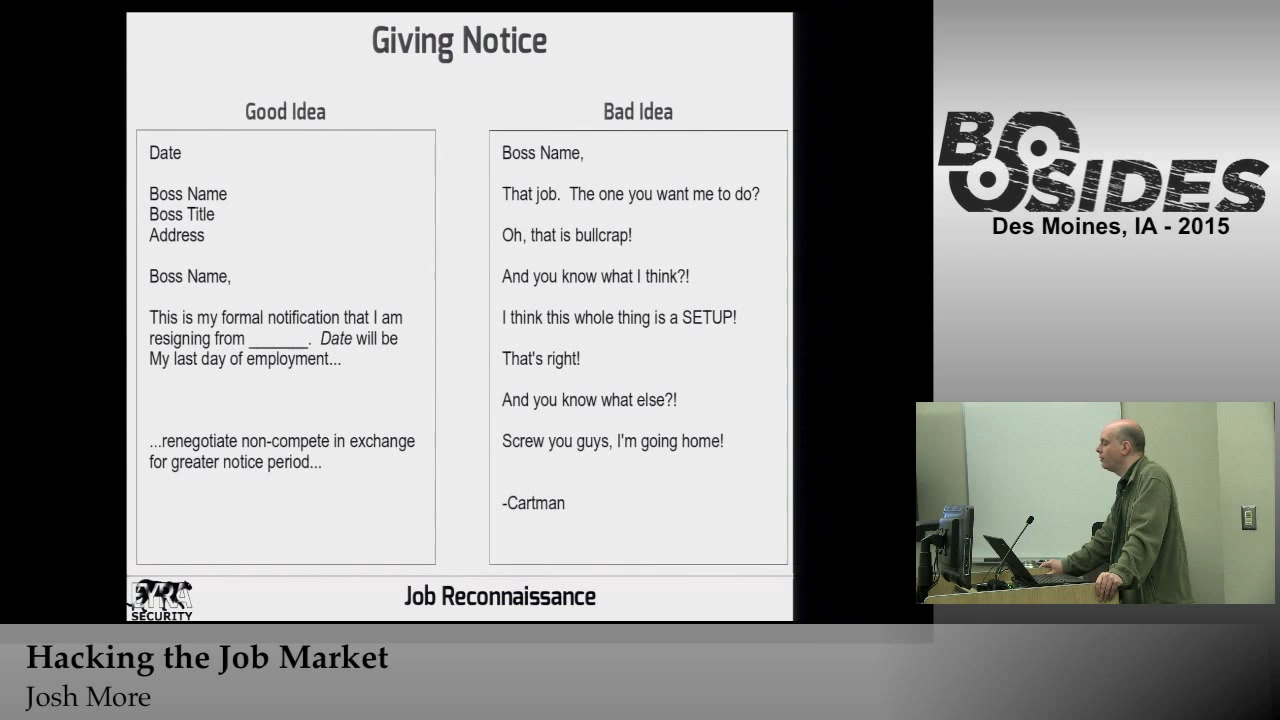 Giving Notice
Good Idea
Date
Boss Name
Boss Title
Address
Boss Name,
This is my formal notification that I am
resigning from _______.  Date will be
My last day of employment...
...renegotiate non-compete in exchange
for greater notice period...
Bad Idea
Boss Name,
That job.  The one you want me to do?
Oh, that is bullcrap!
And you know what I think?!
I think this whole thing is a SETUP!
That's right!
And you know what else?!
Screw you guys, I'm going home!
-Cartman
EYRA
SECURITY
Job Reconnaissance
BSIDES
Des Moines, IA - 2015
Hacking the Job Market
Josh More